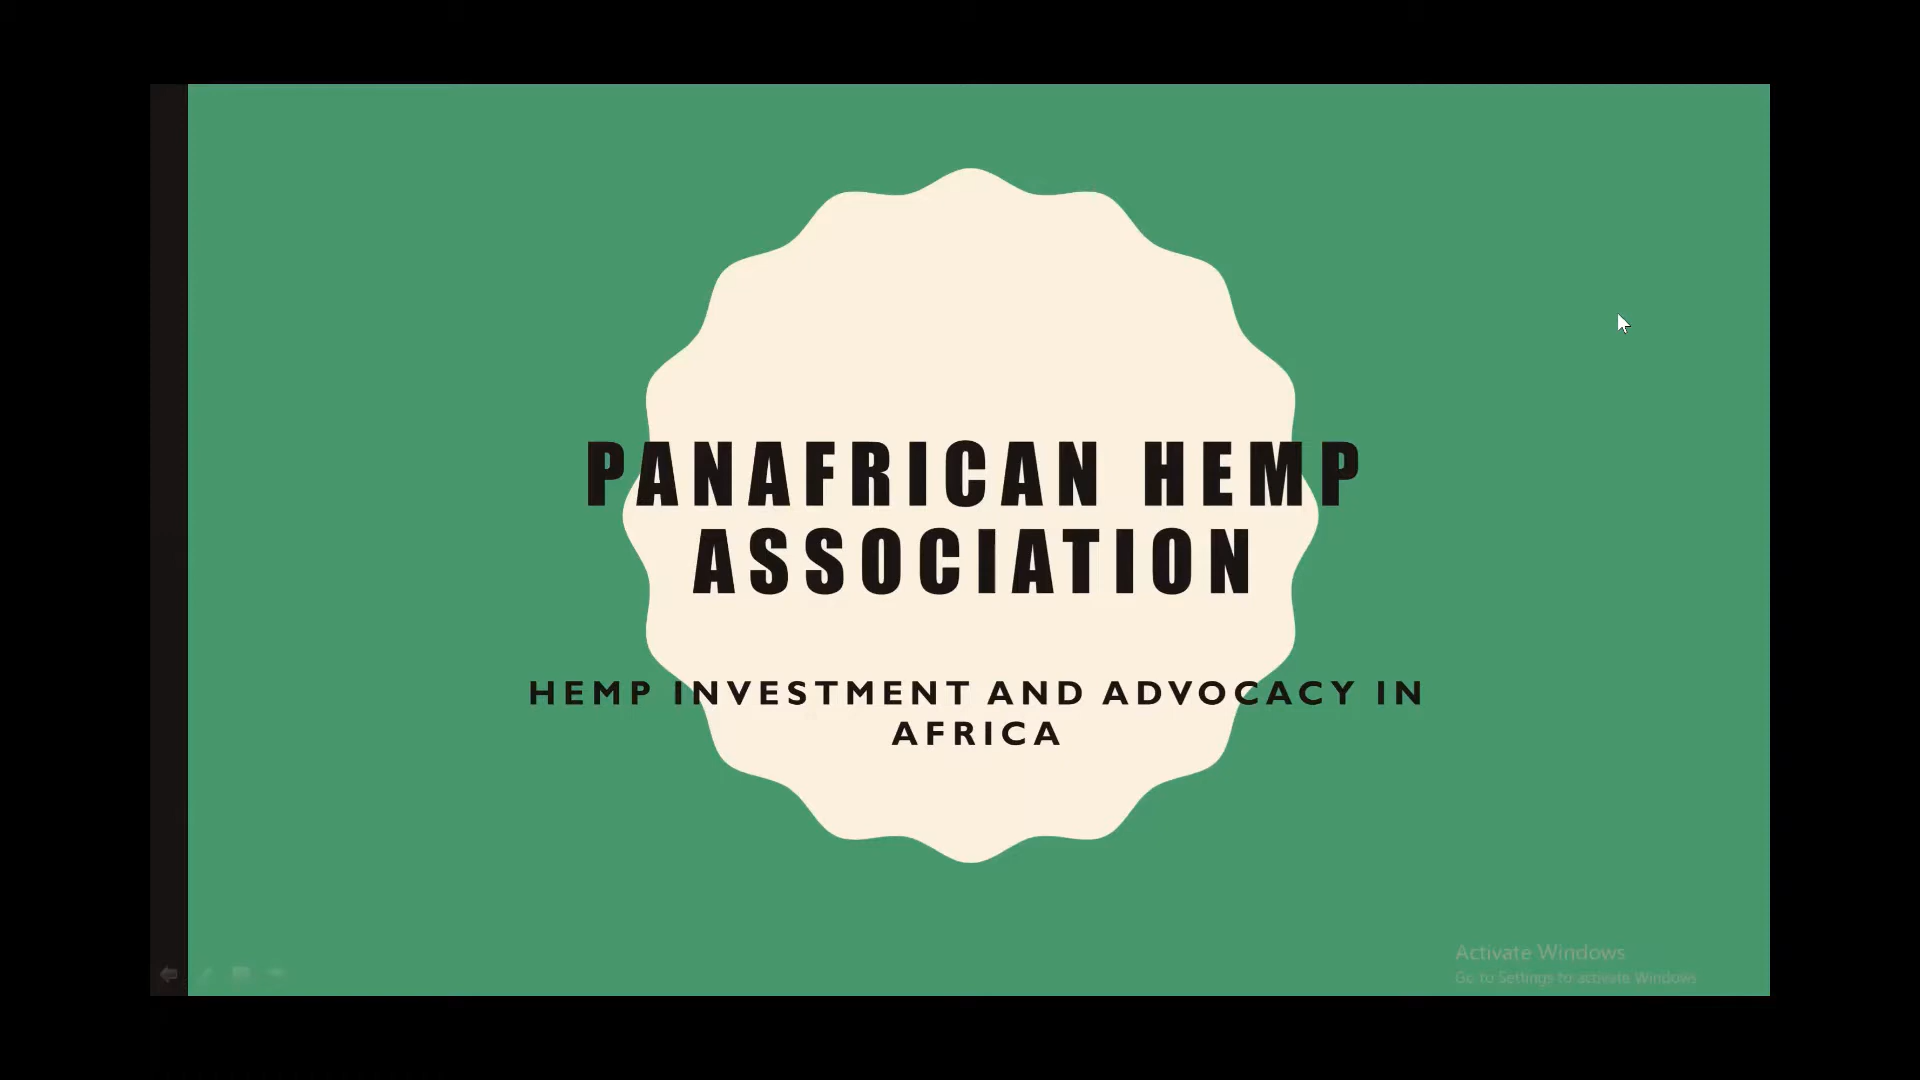 PANAFRICAN HEMP
ASSOCIATION
HEMP INVESTMENT AND ADVOCACY IN
AFRICA
Activate Windows
Go to Settings to activate Windows